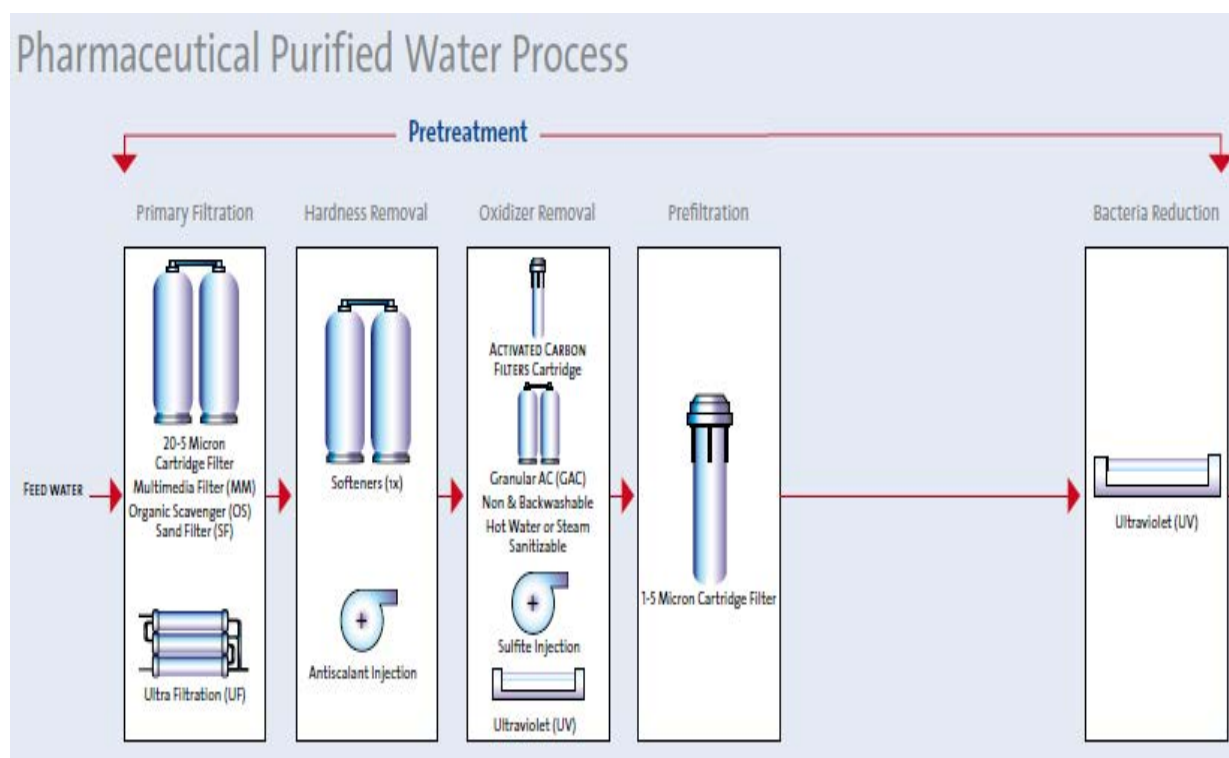 Pharmaceutical Purified Water Process
Pretreatment
Primary Filtration
Hardness Removal
Oxidizer Removal
Prefiltration
Bacteria Reduction
FEED WATER
20-5 Micron
Cartridge Filter
Multimedia Filter (MM)
Organic Scavenger (OS)
Sand Filter (SF)
Ultra Filtration (UF)
Softeners (1x)
Antiscalant Injection
ACTIVATED CARBON
FILTERS Cartridge
Granular AC (GAC)
Non & Backwashable
Hot Water or Steam
Sanitizable
Sulfite Injection
Ultraviolet (UV)
1-5 Micron Cartridge Filter
Ultraviolet (UV)